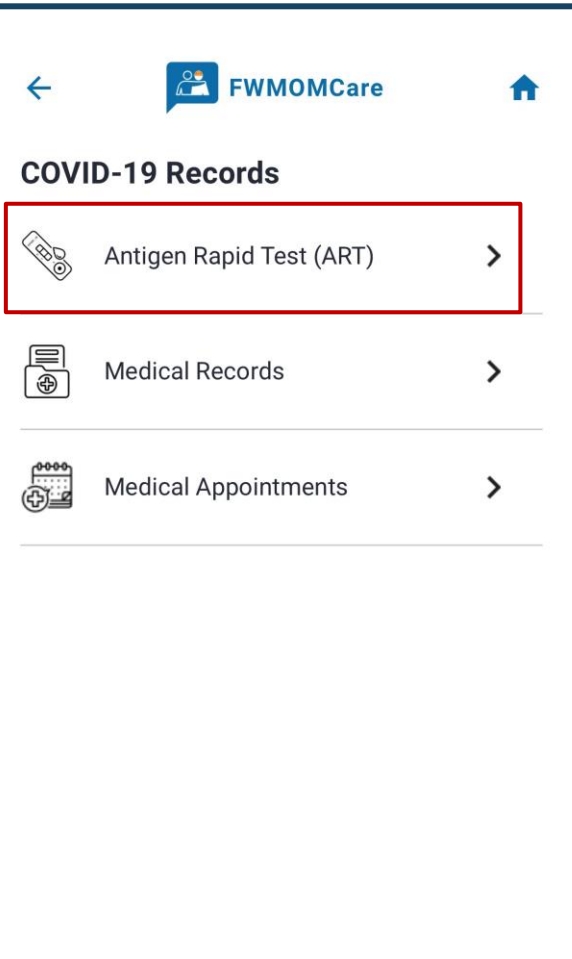 FWMOMCare
COVID-19 Records
Antigen Rapid Test (ART)
Medical Records
Medical Appointments